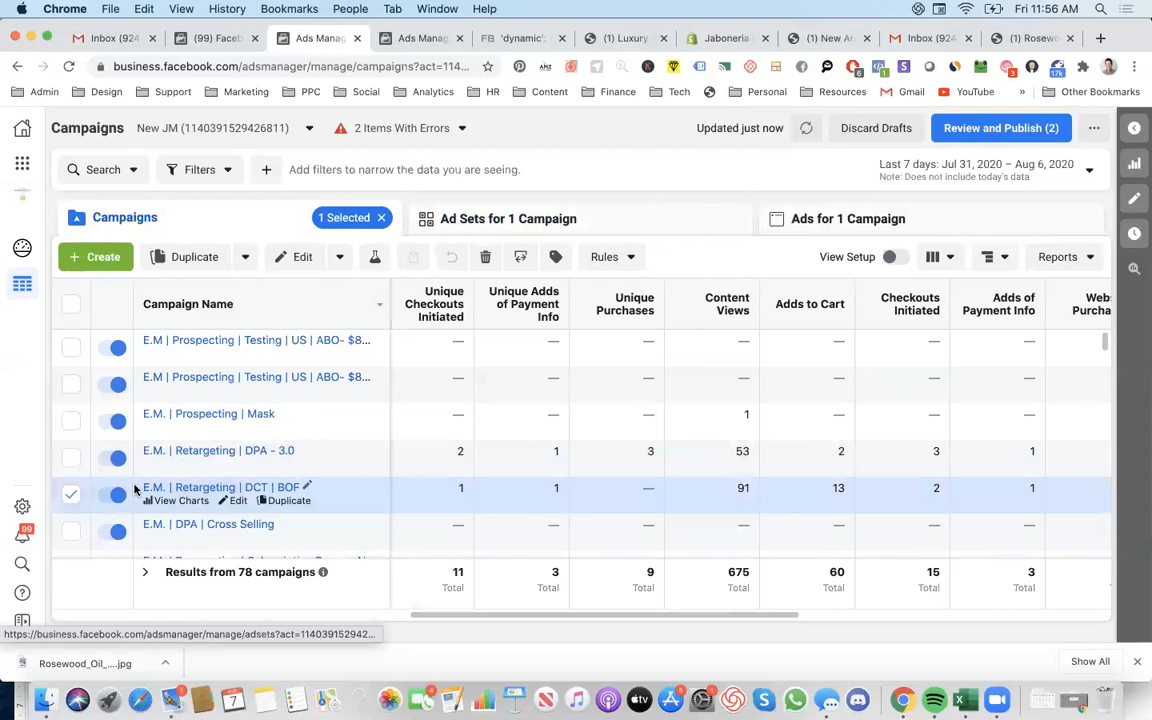 Chrome File Edit View History Bookmarks People Tab Window Help Fri 11:56 AM
Inbox (924 (99) Faceb Ads Manag Ads Manag FB 'dynamic': (1) Luxury Jaboneria (1) New Ar Inbox (924 (1) Rosewo
business.facebook.com/adsmanager/manage/campaigns?act=114... 6 1 3 17k
Admin Design Support Marketing PPC Social Analytics HR Content Finance Tech Personal Resources Gmail YouTube » Other Bookmarks
Campaigns New JM (1140391529426811) 2 Items With Errors Updated just now Discard Drafts Review and Publish (2)
Search Filters Add filters to narrow the data you are seeing. Last 7 days: Jul 31, 2020 – Aug 6, 2020
Note: Does not include today's data
Campaigns 1 Selected Ad Sets for 1 Campaign Ads for 1 Campaign
+ Create Duplicate Edit Rules View Setup Reports
Campaign Name Unique Checkouts Initiated Unique Adds of Payment Info Unique Purchases Content Views Adds to Cart Checkouts Initiated Adds of Payment Info Webs Purcha
E.M | Prospecting | Testing | US | ABO- $8... — — — — — — —
E.M | Prospecting | Testing | US | ABO- $8... — — — — — — —
E.M. | Prospecting | Mask — — — 1 — — —
E.M. | Retargeting | DPA - 3.0 2 1 3 53 2 3 1
E.M. | Retargeting | DCT | BOF 1 1 — 91 13 2 1
View Charts Edit Duplicate
E.M. | DPA | Cross Selling — — — — — — —
Results from 78 campaigns 11 3 9 675 60 15 3
Total Total Total Total Total Total Total
99
https://business.facebook.com/adsmanager/manage/adsets?act=11403915294​2...
Rosewood_Oil_....jpg Show All